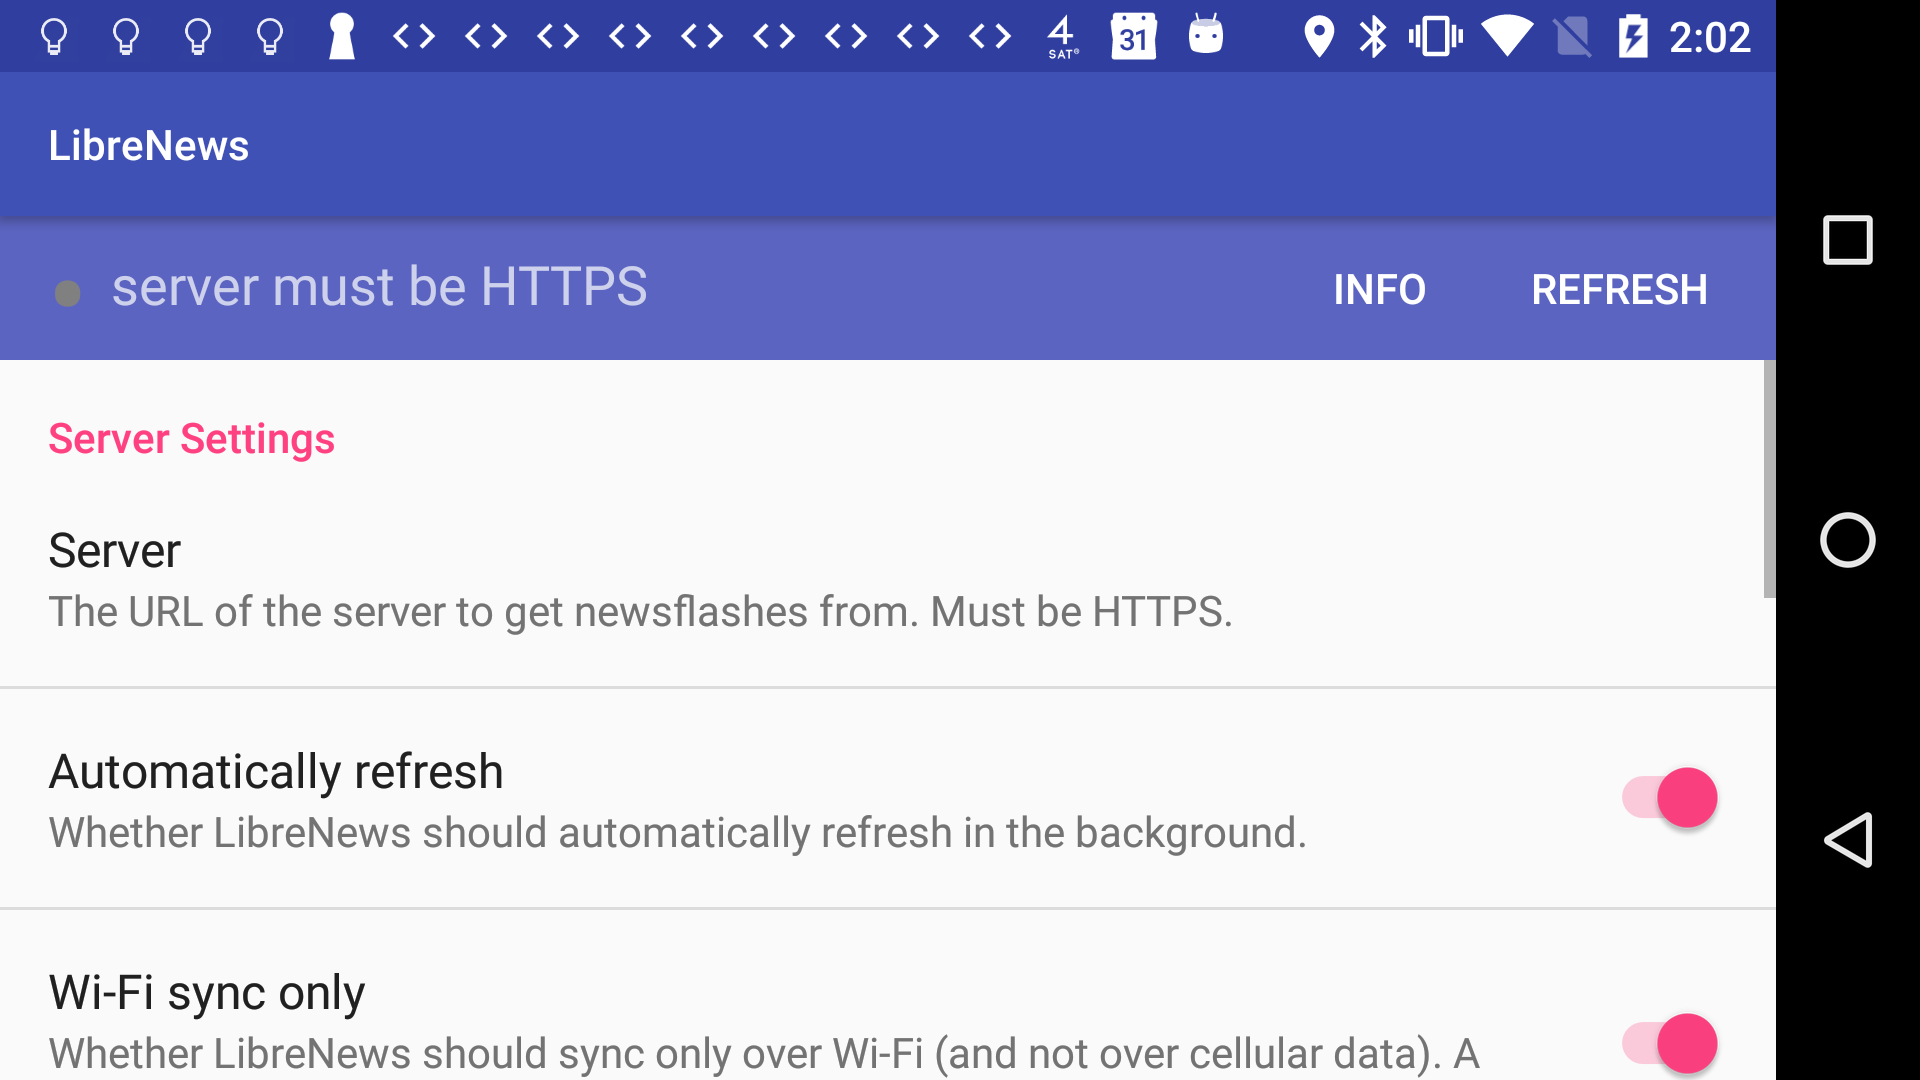 4 SAT® 31 2:02
LibreNews
server must be HTTPS INFO REFRESH
Server Settings
Server
The URL of the server to get newsflashes from. Must be HTTPS.
Automatically refresh
Whether LibreNews should automatically refresh in the background.
Wi-Fi sync only
Whether LibreNews should sync only over Wi-Fi (and not over cellular data). A